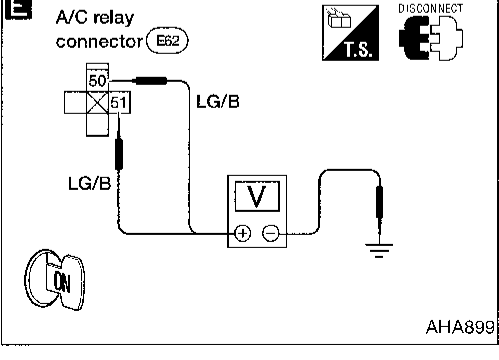 E
A/C relay
connector E62
DISCONNECT
T.S.
50
51
LG/B
LG/B
V
+ −
ON
AHA899